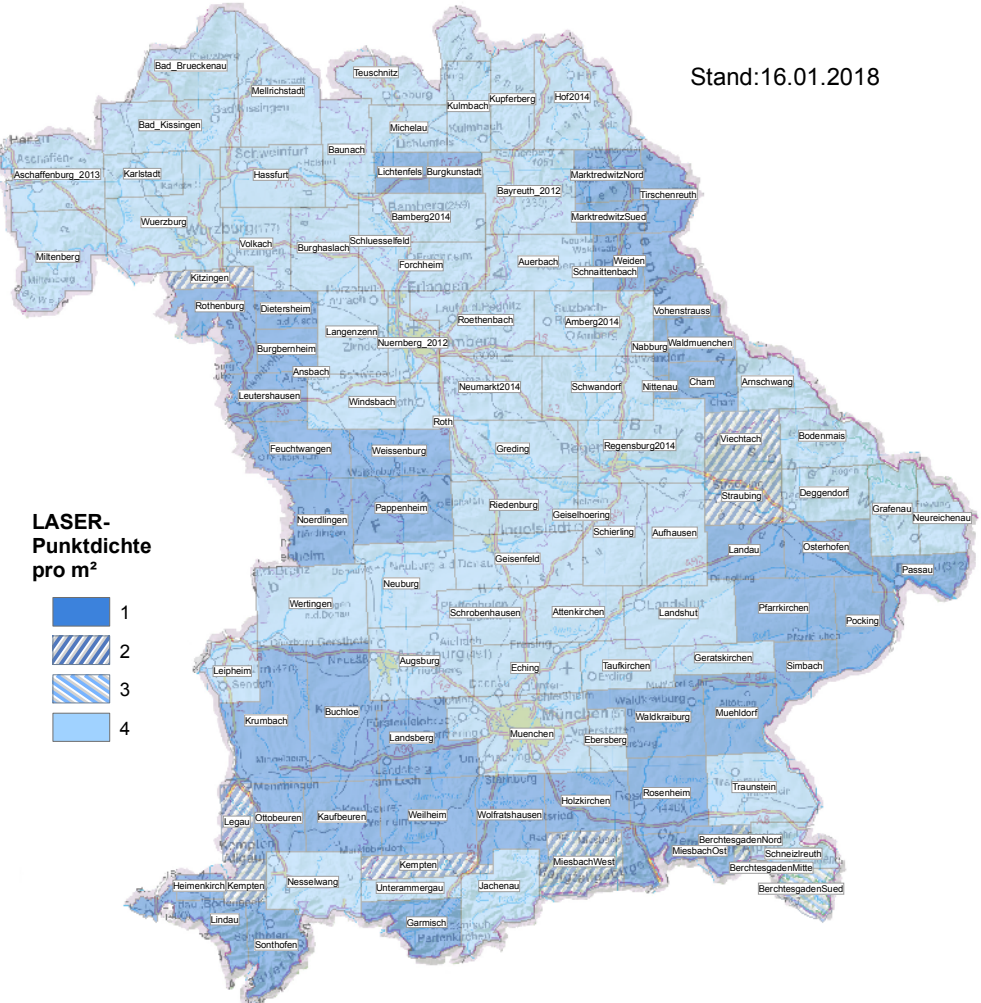 Stand:16.01.2018
Bad_Brueckenau
Teuschnitz
Mellrichstadt
Kupferberg
Hof2014
Kulmbach
Bad_Kissingen
Michelau
Baunach
Aschaffenburg_2013
Karlstadt
Hassfurt
Lichtenfels
Burgkunstadt
MarktredwitzNord
Bayreuth_2012
Tirschenreuth
Wuerzburg
Bamberg2014
MarktredwitzSued
Volkach
Burghaslach
Schluesselfeld
Miltenberg
Forchheim
Auerbach
Weiden
Schnaittenbach
Kitzingen
Rothenburg
Dietersheim
Vohenstrauss
Roethenbach
Amberg2014
Langenzenn
Nuernberg_2012
Nabburg
Waldmuenchen
Burgbernheim
Ansbach
Leutershausen
Windsbach
Neumarkt2014
Schwandorf
Nittenau
Cham
Arnschwang
Roth
Feuchtwangen
Weissenburg
Greding
Regensburg2014
Viechtach
Bodenmais
Straubing
Deggendorf
Noerdlingen
Pappenheim
Riedenburg
Geiselhoering
Schierling
Aufhausen
Grafenau
Neureichenau
Landau
Osterhofen
Geisenfeld
Passau
Neuburg
Wertingen
Schrobenhausen
Attenkirchen
Landshut
Pfarrkirchen
Pocking
LASER-
Punktdichte
pro m²
1
2
3
4
Leipheim
Augsburg
Eching
Taufkirchen
Geratskirchen
Simbach
Krumbach
Buchloe
Landsberg
Muenchen
Ebersberg
Waldkraiburg
Muehldorf
Legau
Ottobeuren
Kaufbeuren
Weilheim
Wolfratshausen
Holzkirchen
Rosenheim
Traunstein
BerchtesgadenNord
MiesbachOst
Schneizlreuth
BerchtesgadenMitte
BerchtesgadenSued
Heimenkirch
Kempten
Nesselwang
Kempten
Unterammergau
Jachenau
MiesbachWest
Lindau
Sonthofen
Garmisch